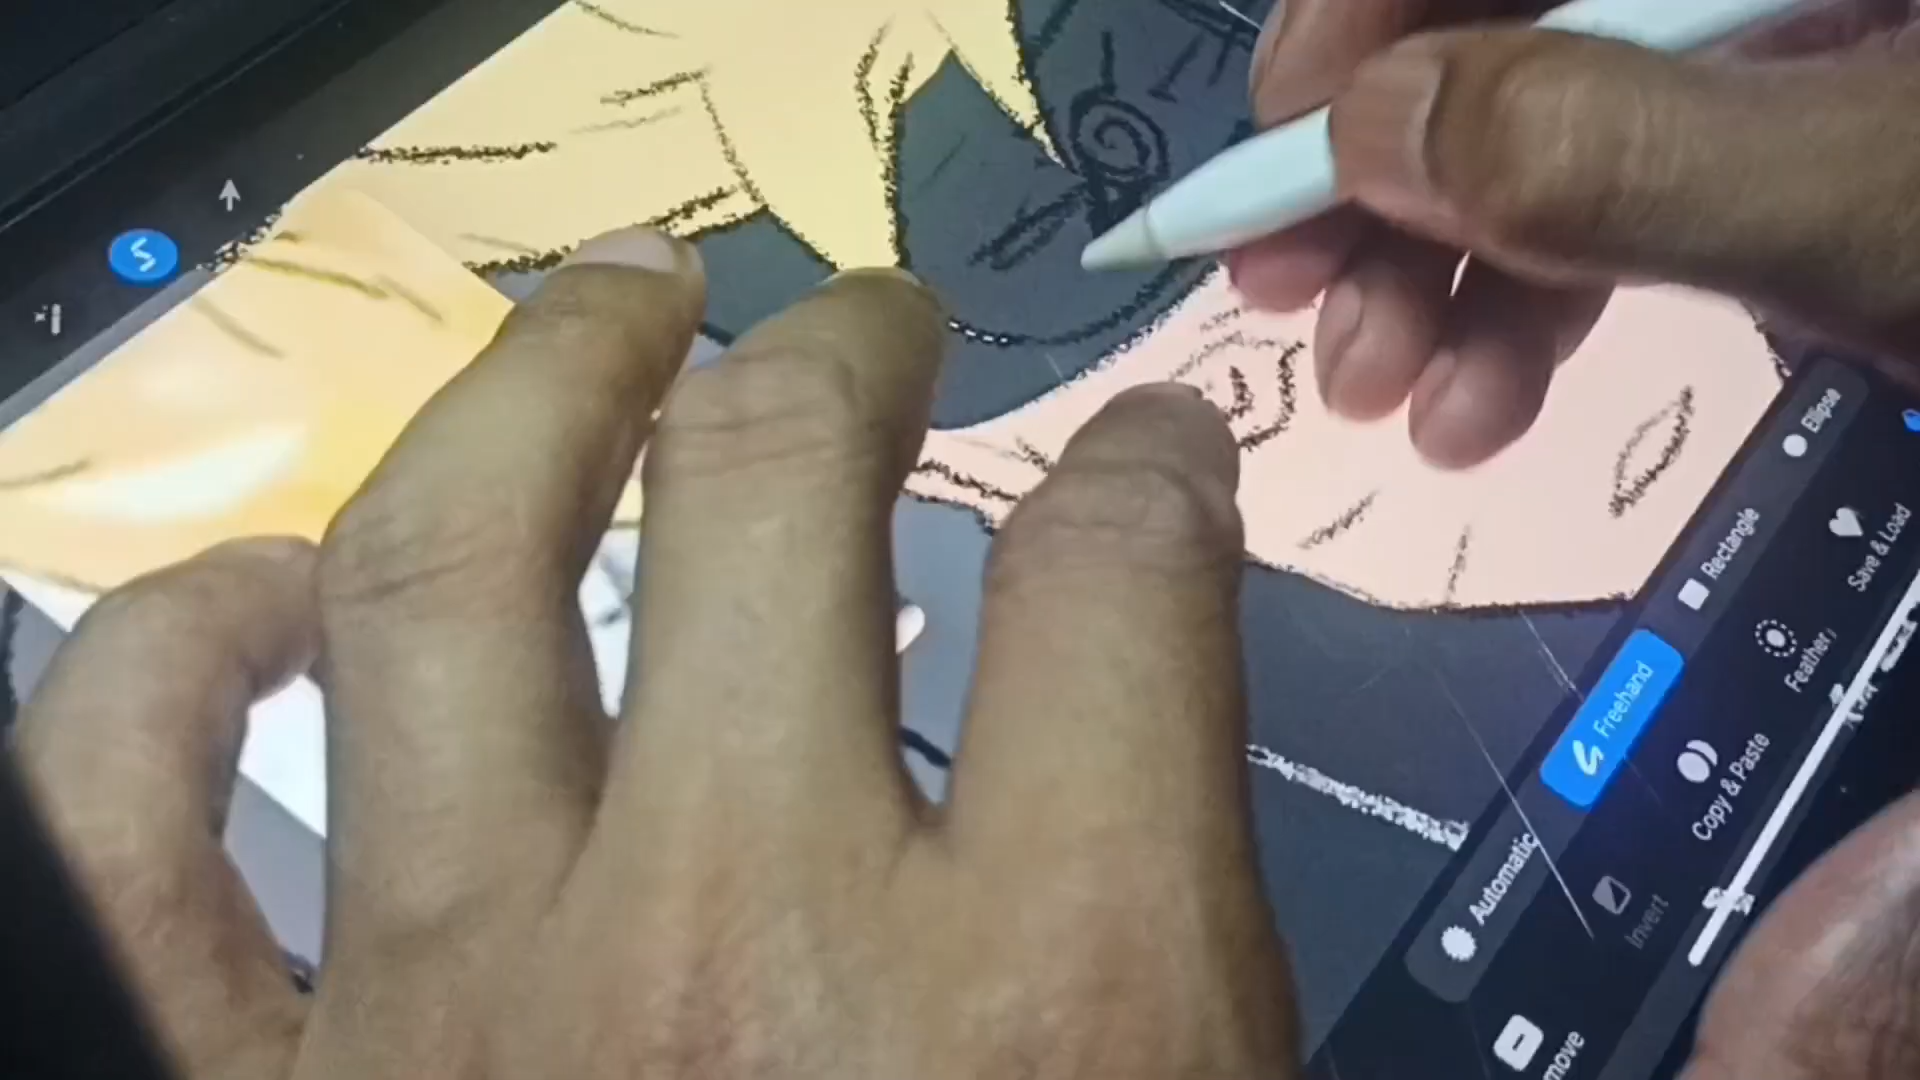 Automatic
Freehand
Rectangle
Ellipse
move
Invert
Copy & Paste
Feather
Save & Load